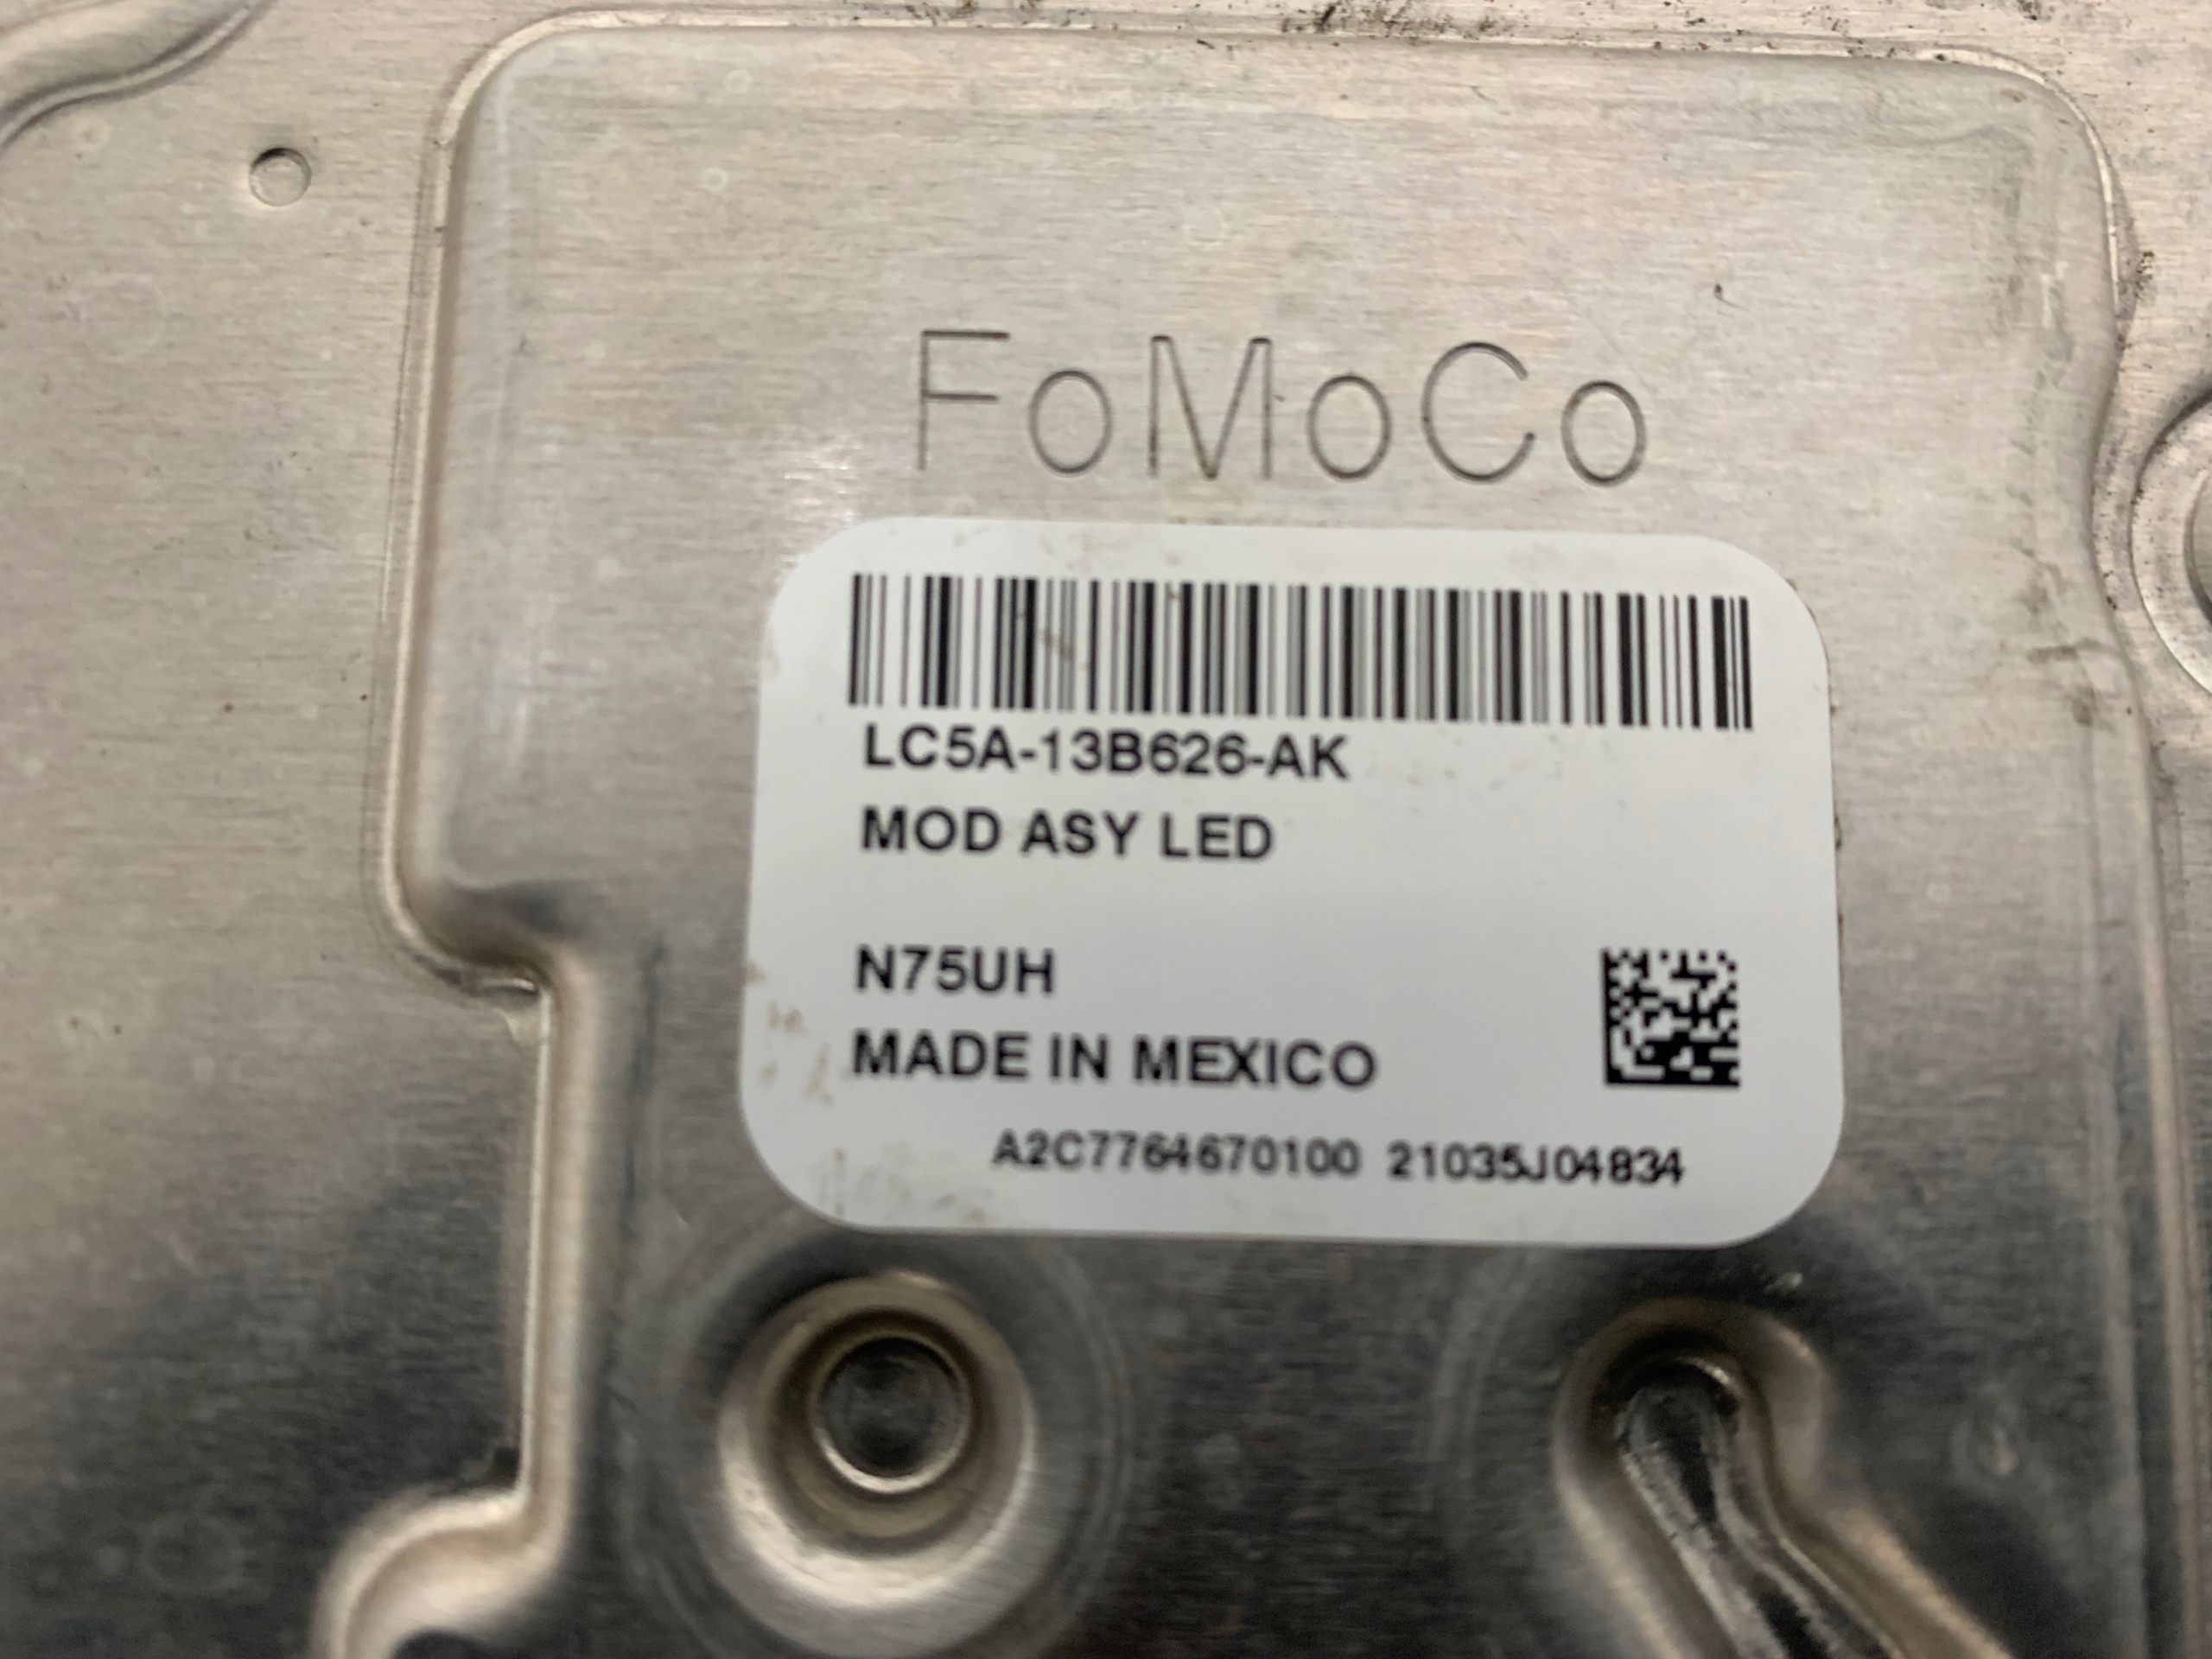 FoMoCo
LC5A-13B626-AK
MOD ASY LED
N75UH
MADE IN MEXICO
A2C7764670100 21035J04834